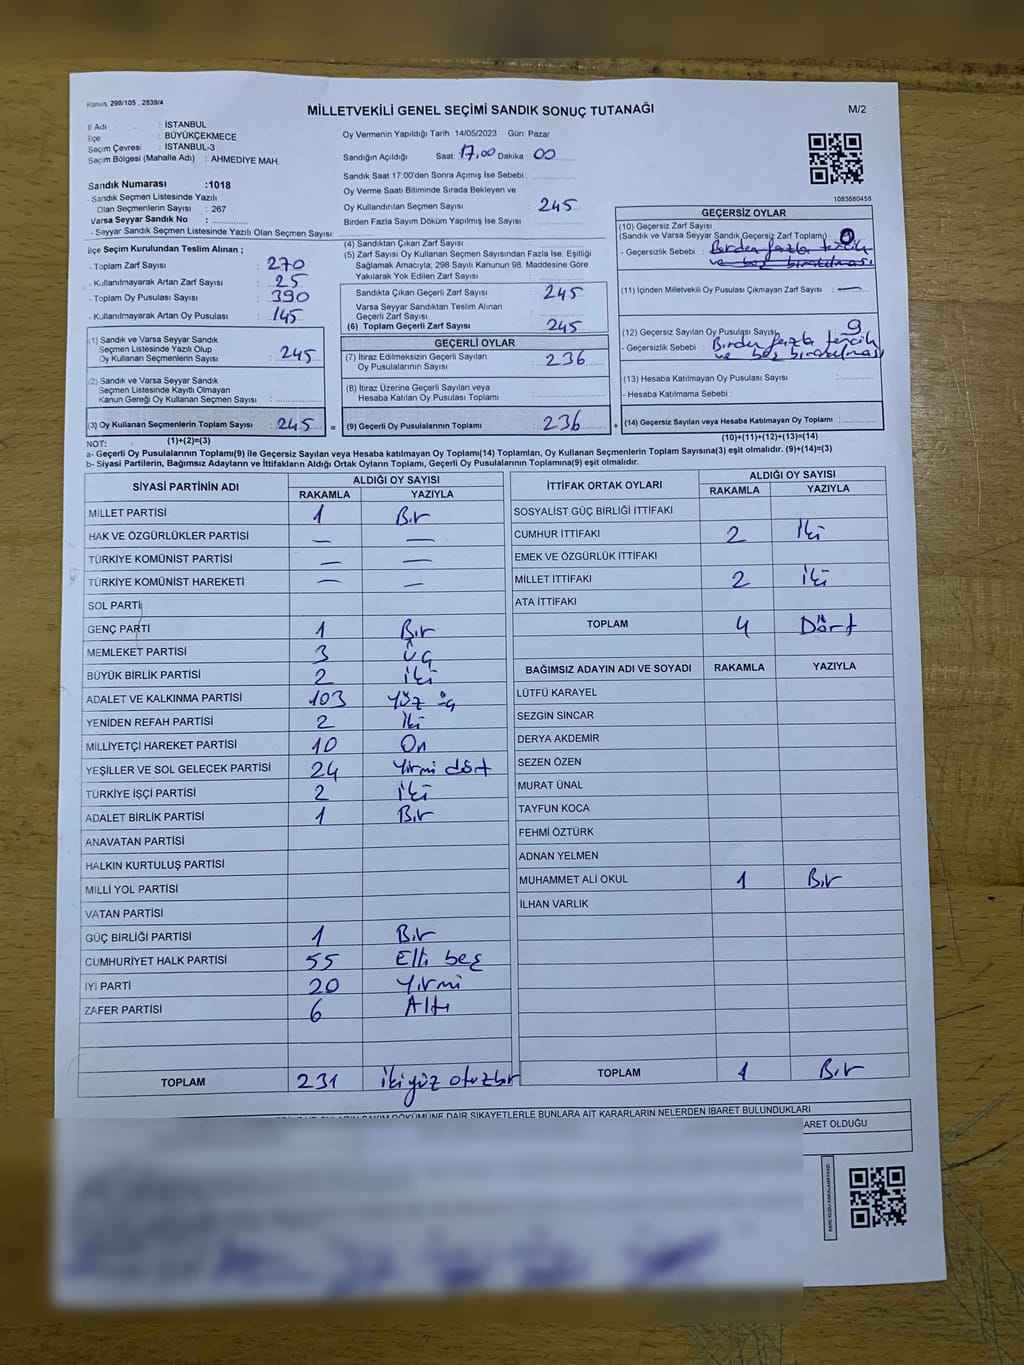 Kanun; 298/105 , 2839/4
MİLLETVEKİLİ GENEL SEÇİMİ SANDIK SONUÇ TUTANAĞI
M/2
İl Adı : İSTANBUL
İlçe : BÜYÜKÇEKMECE
Seçim Çevresi : İSTANBUL-3
Seçim Bölgesi (Mahalle Adı) : AHMEDİYE MAH.
Sandık Numarası :1018
- Sandık Seçmen Listesinde Yazılı
Olan Seçmenlerin Sayısı : 267
Varsa Seyyar Sandık No :
- Seyyar Sandık Seçmen Listesinde Yazılı Olan Seçmen Sayısı:
Oy Vermenin Yapıldığı Tarih :14/05/2023 Gün: Pazar
Sandığın Açıldığı Saat: 17.00 Dakika : 00
Sandık Saat 17:00'den Sonra Açımış İse Sebebi :
Oy Verme Saati Bitiminde Sırada Bekleyen ve
Oy Kullandırılan Seçmen Sayısı : 245
Birden Fazla Sayım Döküm Yapılmış İse Sayısı :
1083680458
İlçe Seçim Kurulundan Teslim Alınan ;
- Toplam Zarf Sayısı : 270
- Kullanılmayarak Artan Zarf Sayısı : 25
- Toplam Oy Pusulası Sayısı : 390
- Kullanılmayarak Artan Oy Pusulası : 145
(1) Sandık ve Varsa Seyyar Sandık
Seçmen Listesinde Yazılı Olup
Oy Kullanan Seçmenlerin Sayısı : 245
(2) Sandık ve Varsa Seyyar Sandık
Seçmen Listesinde Kayıtlı Olmayan
Kanun Gereği Oy Kullanan Seçmen Sayısı :
(3) Oy Kullanan Seçmenlerin Toplam Sayısı : 245 =
(4) Sandıktan Çıkan Zarf Sayısı :
(5) Zarf Sayısı Oy Kullanan Seçmen Sayısından Fazla İse, Eşitliği
Sağlamak Amacıyla; 298 Sayılı Kanunun 98. Maddesine Göre
Yakılarak Yok Edilen Zarf Sayısı :
Sandıkta Çıkan Geçerli Zarf Sayısı : 245
Varsa Seyyar Sandıktan Teslim Alınan
Geçerli Zarf Sayısı :
(6) Toplam Geçerli Zarf Sayısı : 245
GEÇERLİ OYLAR
(7) İtiraz Edilmeksizin Geçerli Sayılan
Oy Pusulalarının Sayısı : 236
(8) İtiraz Üzerine Geçerli Sayılan veya
Hesaba Katılan Oy Pusulası Toplamı :
(9) Geçerli Oy Pusulalarının Toplamı : 236 +
GEÇERSİZ OYLAR
(10) Geçersiz Zarf Sayısı
(Sandık ve Varsa Seyyar Sandık Geçersiz Zarf Toplamı) :
- Geçersizlik Sebebi : Birden fazla tercih
ve boş bırakılması
(11) İçinden Milletvekili Oy Pusulası Çıkmayan Zarf Sayısı : —
(12) Geçersiz Sayılan Oy Pusulası Sayısı : 9
- Geçersizlik Sebebi : Birden fazla tercih
ve boş bırakılması
(13) Hesaba Katılmayan Oy Pusulası Sayısı :
- Hesaba Katılmama Sebebi :
(14) Geçersiz Sayılan veya Hesaba Katılmayan Oy Toplamı :
NOT: (1)+(2)=(3) (10)+(11)+(12)+(13)=(14)
a- Geçerli Oy Pusulalarının Toplamı(9) ile Geçersiz Sayılan veya Hesaba Katılmayan Oy Toplamı(14) Toplamları, Oy Kullanan Seçmenlerin Toplam Sayısına(3) eşit olmalıdır. (9)+(14)=(3)
b- Siyasi Partilerin, Bağımsız Adayların ve İttifakların Aldığı Ortak Oyların Toplamı, Geçerli Oy Pusulalarının Toplamına(9) eşit olmalıdır.
SİYASİ PARTİNİN ADI ALDIĞI OY SAYISI
RAKAMLA YAZIYLA
MİLLET PARTİSİ 1 Bir
HAK VE ÖZGÜRLÜKLER PARTİSİ — —
TÜRKİYE KOMÜNİST PARTİSİ — —
TÜRKİYE KOMÜNİST HAREKETİ — —
SOL PARTİ
GENÇ PARTİ 1 Bir
MEMLEKET PARTİSİ 3 Üç
BÜYÜK BİRLİK PARTİSİ 2 İki
ADALET VE KALKINMA PARTİSİ 103 Yüz üç
YENİDEN REFAH PARTİSİ 2 İki
MİLLİYETÇİ HAREKET PARTİSİ 10 On
YEŞİLLER VE SOL GELECEK PARTİSİ 24 Yirmi dört
TÜRKİYE İŞÇİ PARTİSİ 2 İki
ADALET BİRLİK PARTİSİ 1 Bir
ANAVATAN PARTİSİ
HALKIN KURTULUŞ PARTİSİ
MİLLİ YOL PARTİSİ
VATAN PARTİSİ
GÜÇ BİRLİĞİ PARTİSİ 1 Bir
CUMHURİYET HALK PARTİSİ 55 Elli beş
İYİ PARTİ 20 Yirmi
ZAFER PARTİSİ 6 Altı
TOPLAM 231 İkiyüz otuzbir
İTTİFAK ORTAK OYLARI ALDIĞI OY SAYISI
RAKAMLA YAZIYLA
SOSYALİST GÜÇ BİRLİĞİ İTTİFAKI
CUMHUR İTTİFAKI 2 İki
EMEK VE ÖZGÜRLÜK İTTİFAKI
MİLLET İTTİFAKI 2 İki
ATA İTTİFAKI
TOPLAM 4 Dört
BAĞIMSIZ ADAYIN ADI VE SOYADI RAKAMLA YAZIYLA
LÜTFÜ KARAYEL
SEZGİN SİNCAR
DERYA AKDEMİR
SEZEN ÖZEN
MURAT ÜNAL
TAYFUN KOCA
FEHMİ ÖZTÜRK
ADNAN YELMEN
MUHAMMET ALİ OKUL 1 Bir
İLHAN VARLIK
TOPLAM 1 Bir
SAYIM DÖKÜMÜNE DAİR ŞİKAYETLERLE BUNLARA AİT KARARLARIN NELERDEN İBARET BULUNDUKLARI
ARET OLDUĞU